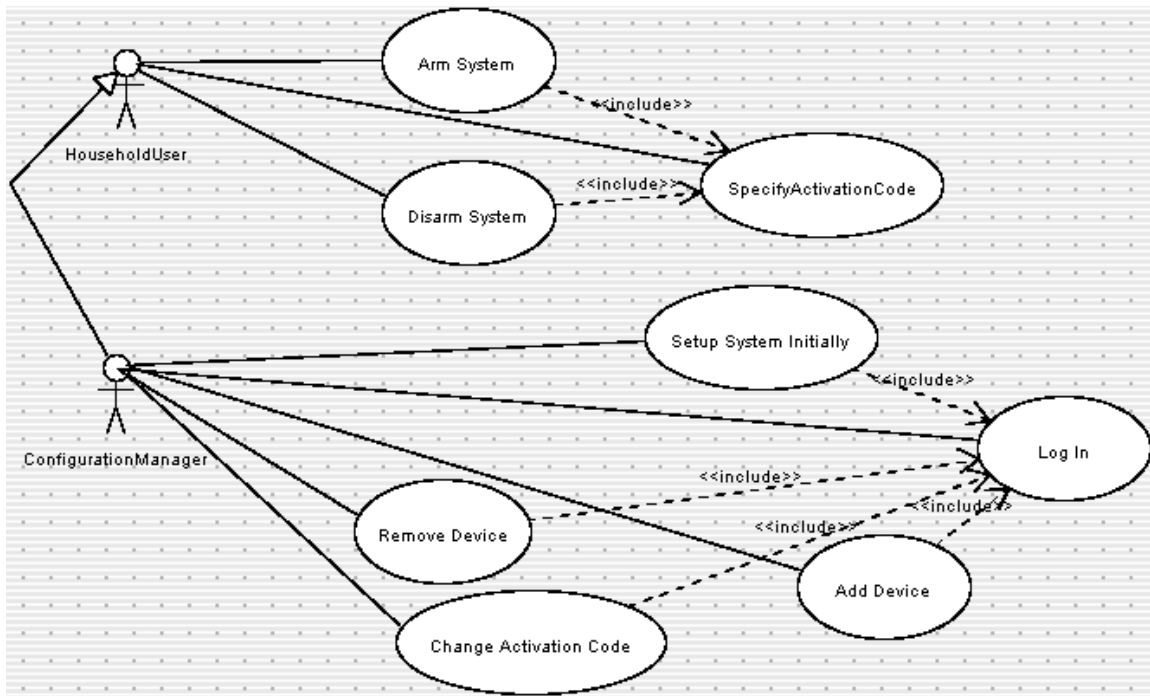 Arm System
<<include>>
HouseholdUser
<<include>>
SpecifyActivationCode
Disarm System
Setup System Initially
<<include>>
ConfigurationManager
Log In
<<include>>
<<include>>
<<include>>
Remove Device
Add Device
Change Activation Code